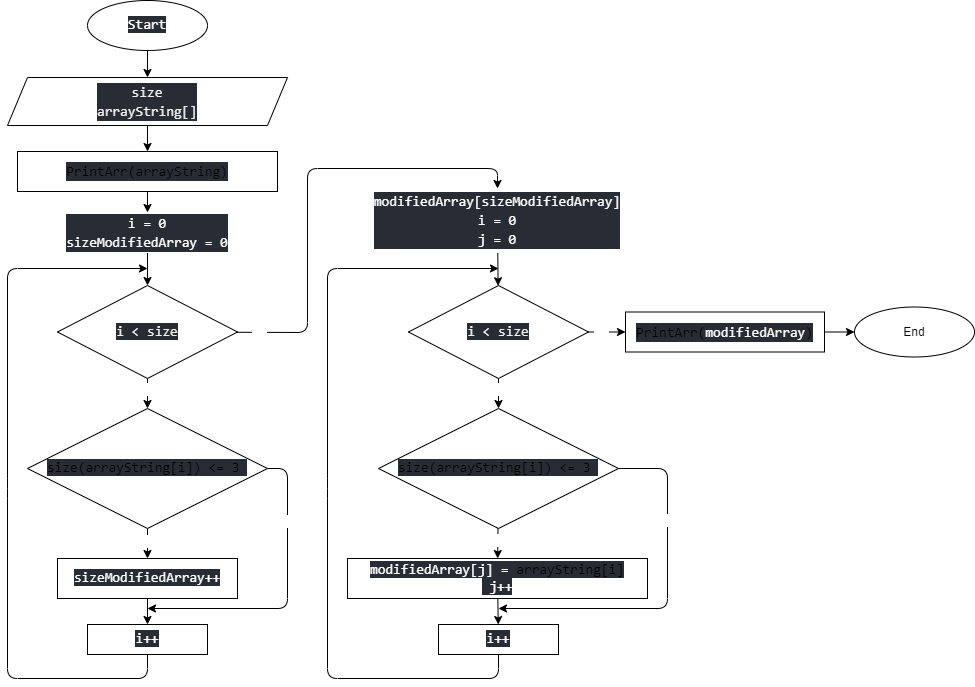 Start
size
arrayString[]
PrintArr(arrayString)
i = 0
sizeModifiedArray = 0
i < size
size(arrayString[i]) <= 3
sizeModifiedArray++
i++
modifiedArray[sizeModifiedArray]
i = 0
j = 0
i < size
PrintArr(modifiedArray)
End
size(arrayString[i]) <= 3
modifiedArray[j] = arrayString[i]
j++
i++